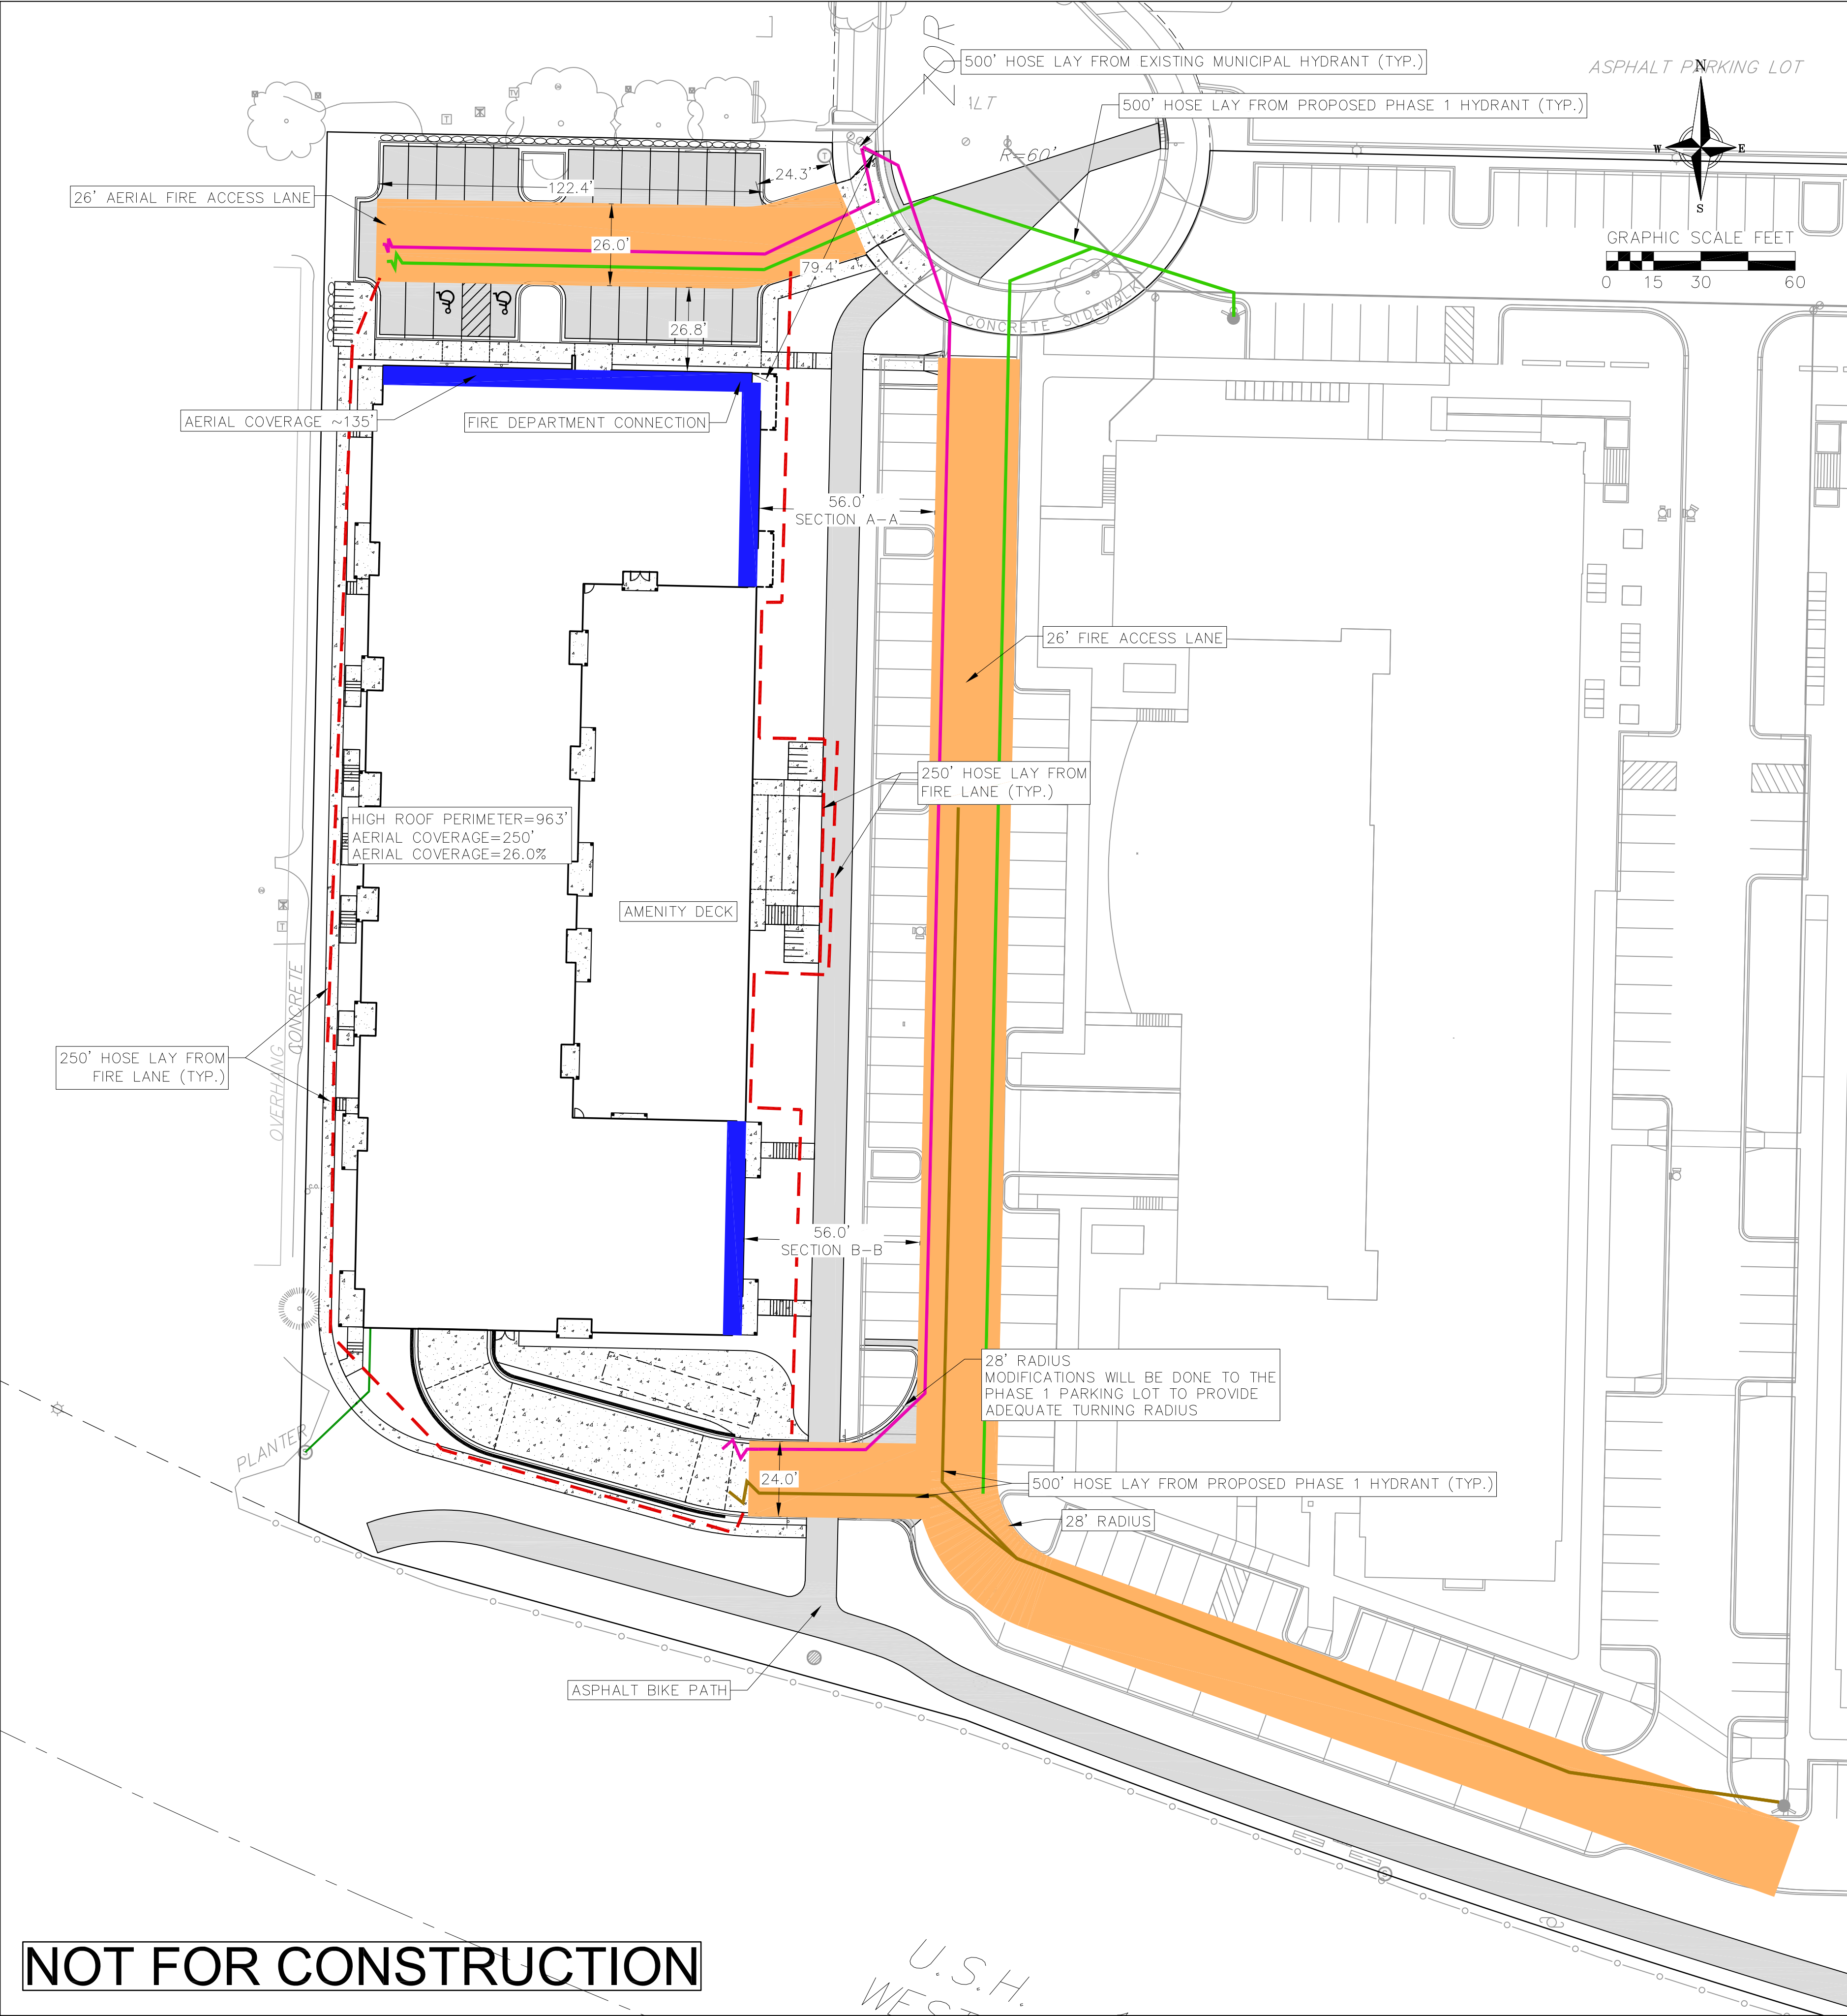 ZOR
ALT
500' HOSE LAY FROM EXISTING MUNICIPAL HYDRANT (TYP.)
ASPHALT PARKING LOT
N
W
E
S
500' HOSE LAY FROM PROPOSED PHASE 1 HYDRANT (TYP.)
TV
T
T
R=60'
24.3'
122.4'
26' AERIAL FIRE ACCESS LANE
26.0'
79.4'
26.8'
GRAPHIC SCALE FEET
0 15 30 60
CONCRETE SIDEWALK
AERIAL COVERAGE ~135'
FIRE DEPARTMENT CONNECTION
56.0'
SECTION A-A
26' FIRE ACCESS LANE
250' HOSE LAY FROM
FIRE LANE (TYP.)
HIGH ROOF PERIMETER=963'
AERIAL COVERAGE=250'
AERIAL COVERAGE=26.0%
AMENITY DECK
T
CONCRETE
OVERHANG
250' HOSE LAY FROM
FIRE LANE (TYP.)
56.0'
SECTION B-B
28' RADIUS
MODIFICATIONS WILL BE DONE TO THE
PHASE 1 PARKING LOT TO PROVIDE
ADEQUATE TURNING RADIUS
PLANTER
24.0'
500' HOSE LAY FROM PROPOSED PHASE 1 HYDRANT (TYP.)
28' RADIUS
ASPHALT BIKE PATH
NOT FOR CONSTRUCTION
U.S.H.
WEST